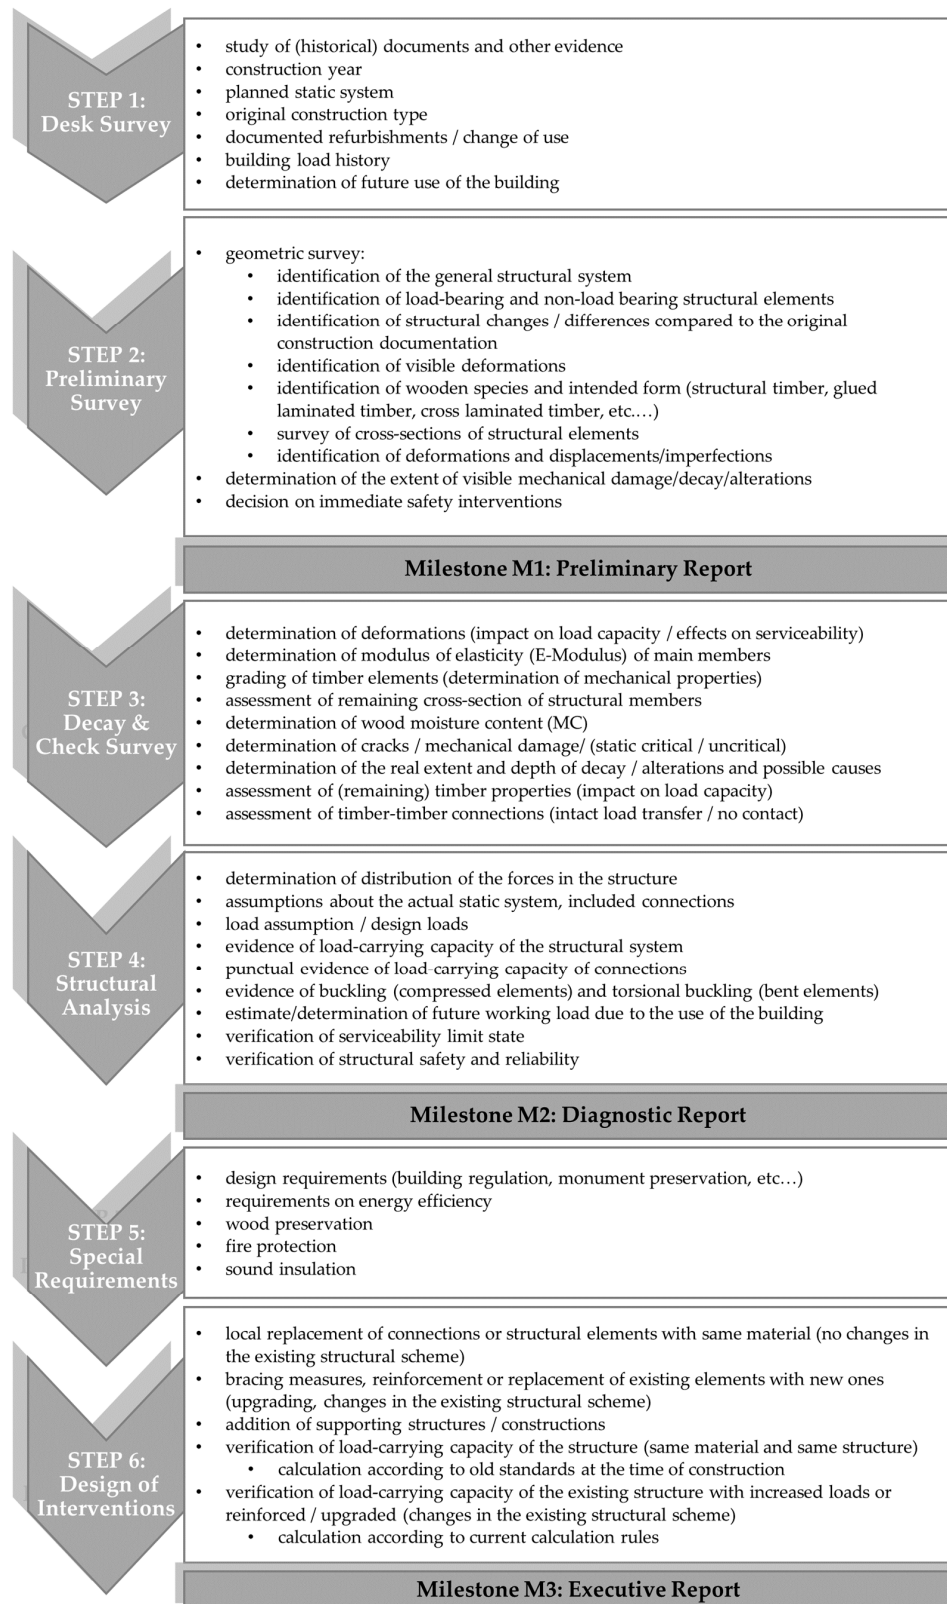 STEP 1:
Desk Survey
• study of (historical) documents and other evidence
• construction year
• planned static system
• original construction type
• documented refurbishments / change of use
• building load history
• determination of future use of the building
STEP 2:
Preliminary
Survey
• geometric survey:
• identification of the general structural system
• identification of load-bearing and non-load bearing structural elements
• identification of structural changes / differences compared to the original
construction documentation
• identification of visible deformations
• identification of wooden species and intended form (structural timber, glued
laminated timber, cross laminated timber, etc.…)
• survey of cross-sections of structural elements
• identification of deformations and displacements/imperfections
• determination of the extent of visible mechanical damage/decay/alterations
• decision on immediate safety interventions
Milestone M1: Preliminary Report
STEP 3:
Decay &
Check Survey
• determination of deformations (impact on load capacity / effects on serviceability)
• determination of modulus of elasticity (E-Modulus) of main members
• grading of timber elements (determination of mechanical properties)
• assessment of remaining cross-section of structural members
• determination of wood moisture content (MC)
• determination of cracks / mechanical damage/ (static critical / uncritical)
• determination of the real extent and depth of decay / alterations and possible causes
• assessment of (remaining) timber properties (impact on load capacity)
• assessment of timber-timber connections (intact load transfer / no contact)
STEP 4:
Structural
Analysis
• determination of distribution of the forces in the structure
• assumptions about the actual static system, included connections
• load assumption / design loads
• evidence of load-carrying capacity of the structural system
• punctual evidence of load-carrying capacity of connections
• evidence of buckling (compressed elements) and torsional buckling (bent elements)
• estimate/determination of future working load due to the use of the building
• verification of serviceability limit state
• verification of structural safety and reliability
Milestone M2: Diagnostic Report
STEP 5:
Special
Requirements
• design requirements (building regulation, monument preservation, etc…)
• requirements on energy efficiency
• wood preservation
• fire protection
• sound insulation
STEP 6:
Design of
Interventions
• local replacement of connections or structural elements with same material (no changes in
the existing structural scheme)
• bracing measures, reinforcement or replacement of existing elements with new ones
(upgrading, changes in the existing structural scheme)
• addition of supporting structures / constructions
• verification of load-carrying capacity of the structure (same material and same structure)
• calculation according to old standards at the time of construction
• verification of load-carrying capacity of the existing structure with increased loads or
reinforced / upgraded (changes in the existing structural scheme)
• calculation according to current calculation rules
Milestone M3: Executive Report